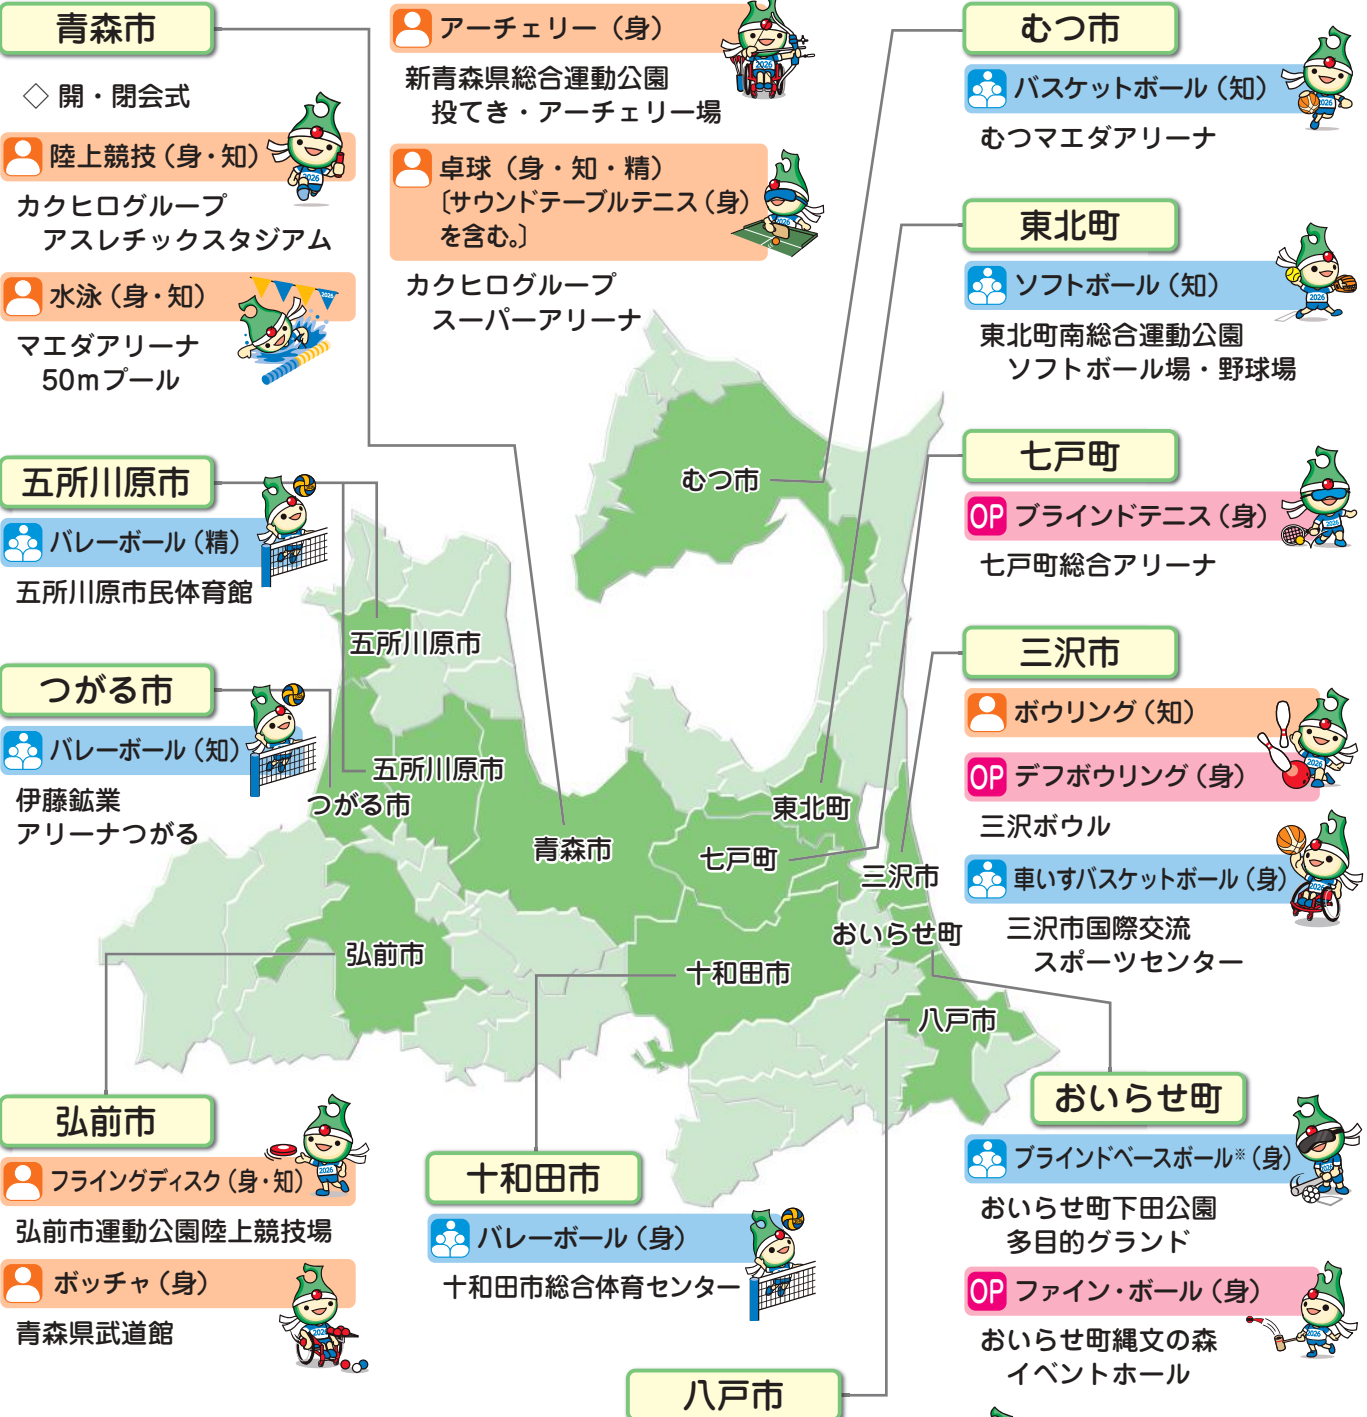 青森市
◇ 開・閉会式
陸上競技（身・知）
カクヒログループ
アスレチックスタジアム
水泳（身・知）
マエダアリーナ
50mプール
アーチェリー（身）
新青森県総合運動公園
投てき・アーチェリー場
卓球（身・知・精）
〔サウンドテーブルテニス（身）
を含む。〕
カクヒログループ
スーパーアリーナ
むつ市
バスケットボール（知）
むつマエダアリーナ
東北町
ソフトボール（知）
東北町南総合運動公園
ソフトボール場・野球場
七戸町
OP ブラインドテニス（身）
七戸町総合アリーナ
三沢市
ボウリング（知）
OP デフボウリング（身）
三沢ボウル
車いすバスケットボール（身）
三沢市国際交流
スポーツセンター
五所川原市
バレーボール（精）
五所川原市民体育館
つがる市
バレーボール（知）
伊藤鉱業
アリーナつがる
むつ市
五所川原市
五所川原市
つがる市
青森市
東北町
七戸町
三沢市
おいらせ町
弘前市
十和田市
八戸市
弘前市
フライングディスク（身・知）
弘前市運動公園陸上競技場
ボッチャ（身）
青森県武道館
十和田市
バレーボール（身）
十和田市総合体育センター
おいらせ町
ブラインドベースボール※（身）
おいらせ町下田公園
多目的グランド
OP ファイン・ボール（身）
おいらせ町縄文の森
イベントホール
八戸市